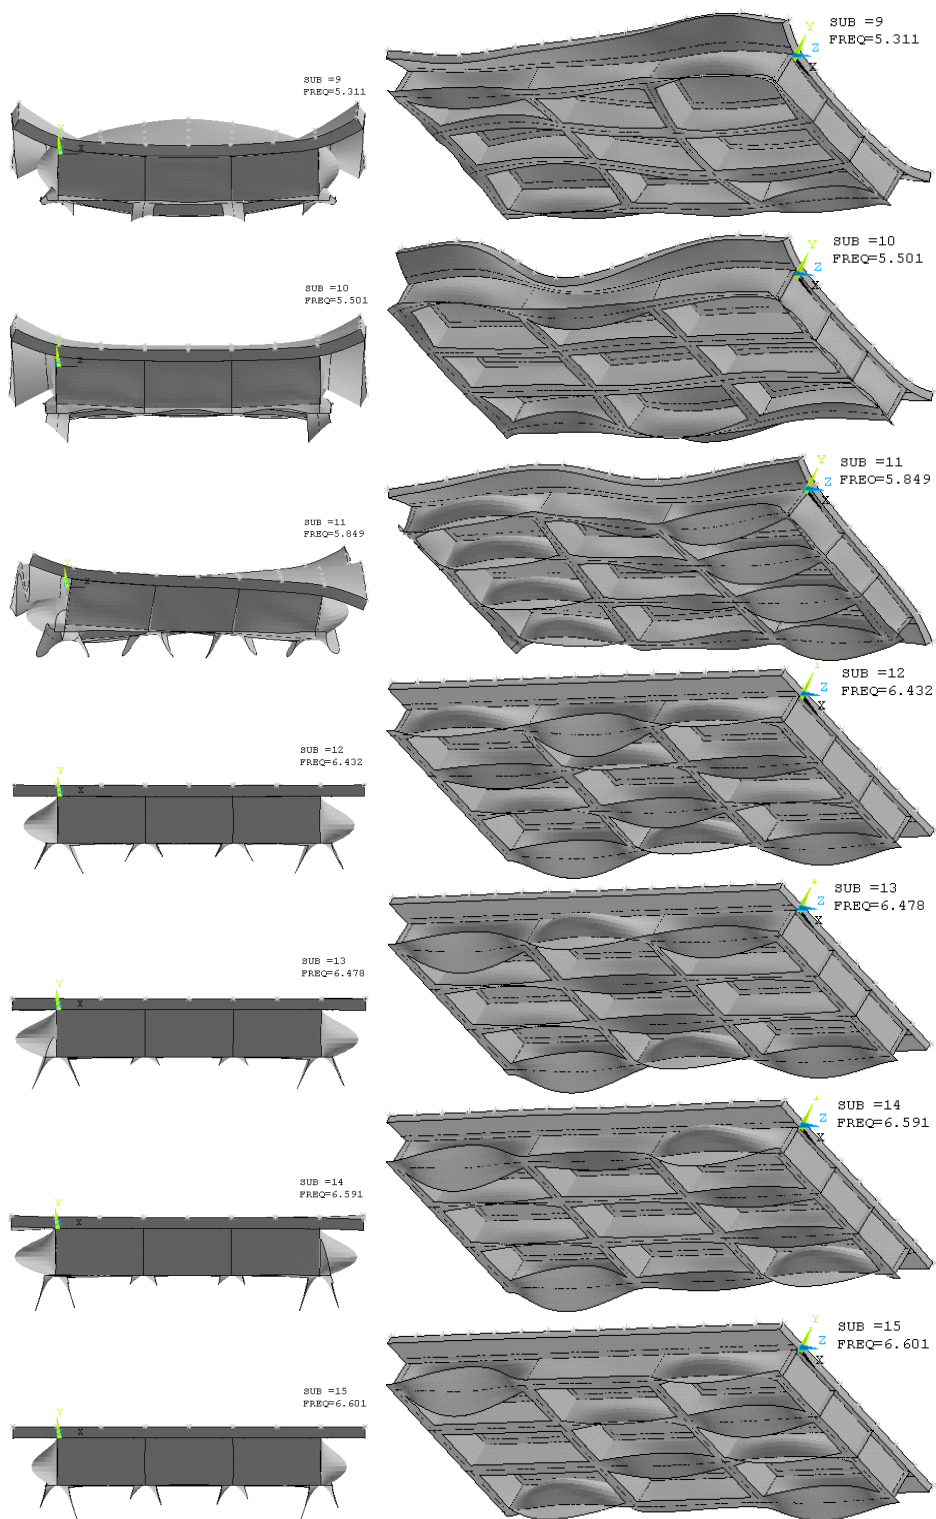 SUB =9
FREQ=5.311
Y
X
SUB =9
FREQ=5.311
Z
X
SUB =10
FREQ=5.501
Y
X
SUB =10
FREQ=5.501
Y
Z
X
SUB =11
FREQ=5.849
Y
X
SUB =11
FREQ=5.849
Y
Z
X
SUB =12
FREQ=6.432
Y
X
SUB =12
FREQ=6.432
Y
Z
X
SUB =13
FREQ=6.478
Y
X
SUB =13
FREQ=6.478
Z
X
SUB =14
FREQ=6.591
Y
X
SUB =14
FREQ=6.591
Y
Z
X
SUB =15
FREQ=6.601
Y
X
SUB =15
FREQ=6.601
Y
Z
X